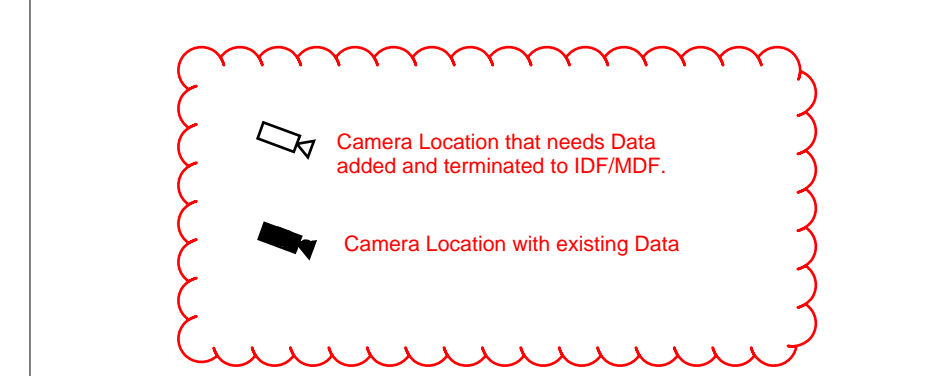 Camera Location that needs Data
added and terminated to IDF/MDF.
Camera Location with existing Data